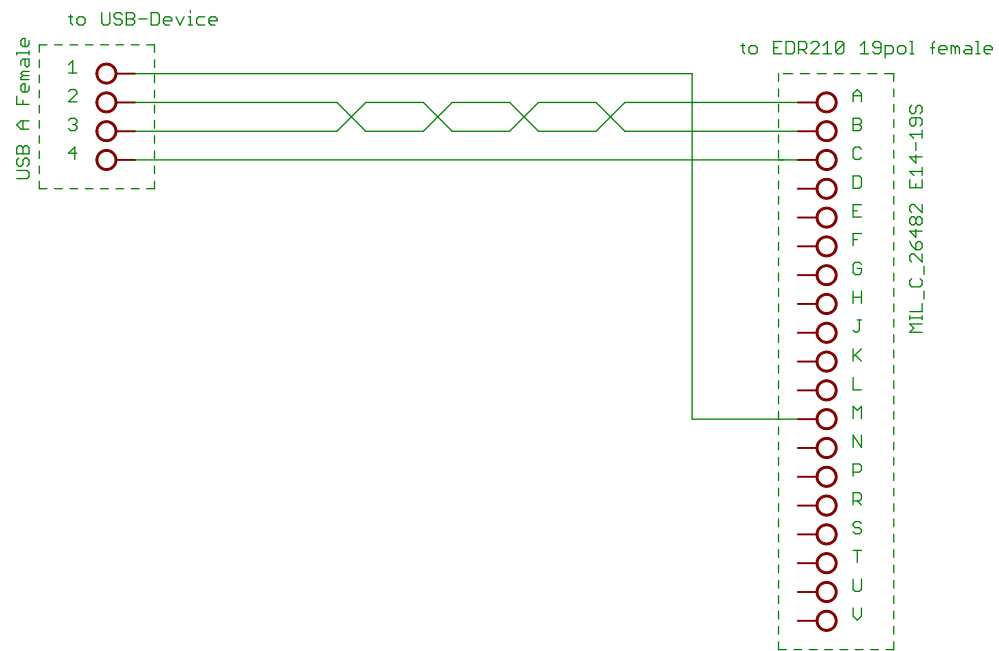 to USB-Device
to EDR210 19pol female
USB A Female
1
2
3
4
A
B
C
D
E
F
G
H
J
K
L
M
N
P
R
S
T
U
V
MIL_C_26482 E14-19S